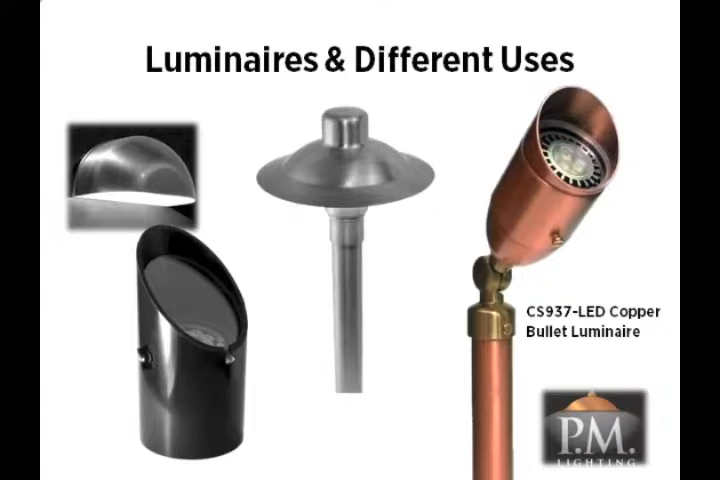 Luminaires & Different Uses
CS937-LED Copper
Bullet Luminaire
P.M.
LIGHTING